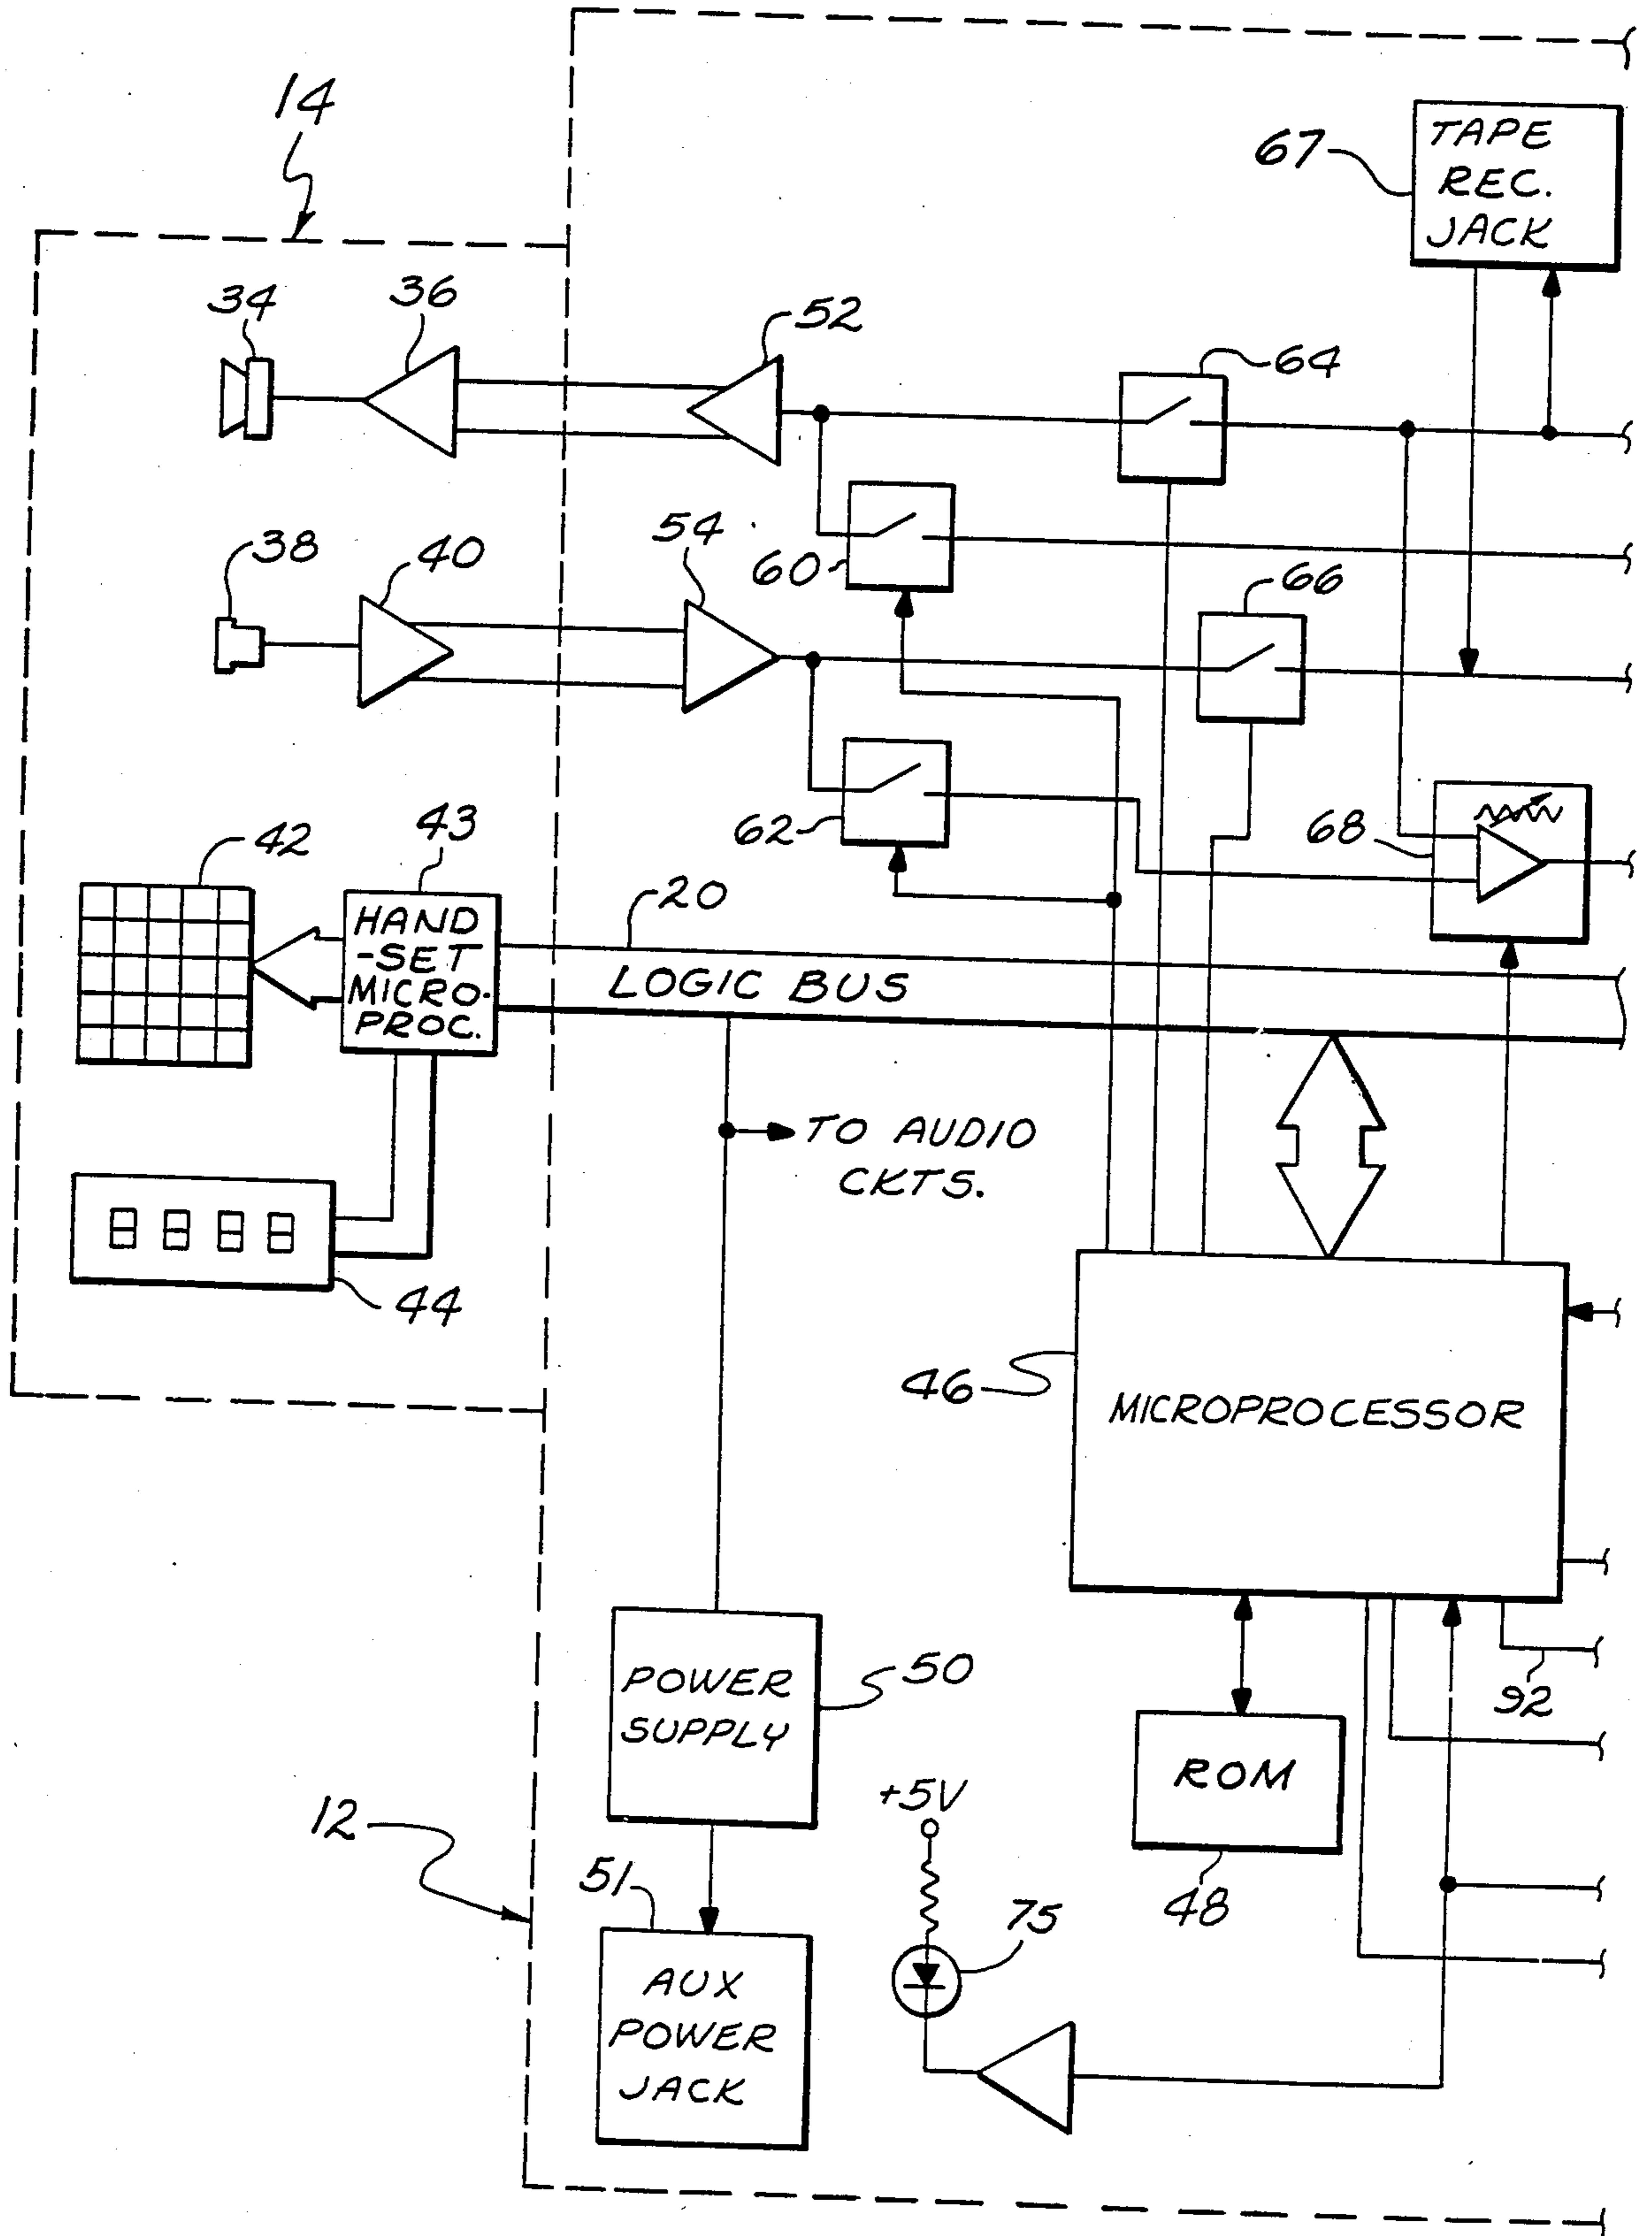 14
67
TAPE
REC.
JACK
34
36
52
64
38
40
54
60
66
42
43
62
68
HAND
-SET
MICRO-
PROC.
20
LOGIC BUS
TO AUDIO
CKTS.
44
46
MICROPROCESSOR
POWER
SUPPLY
50
92
ROM
48
+5V
12
51
AUX
POWER
JACK
75